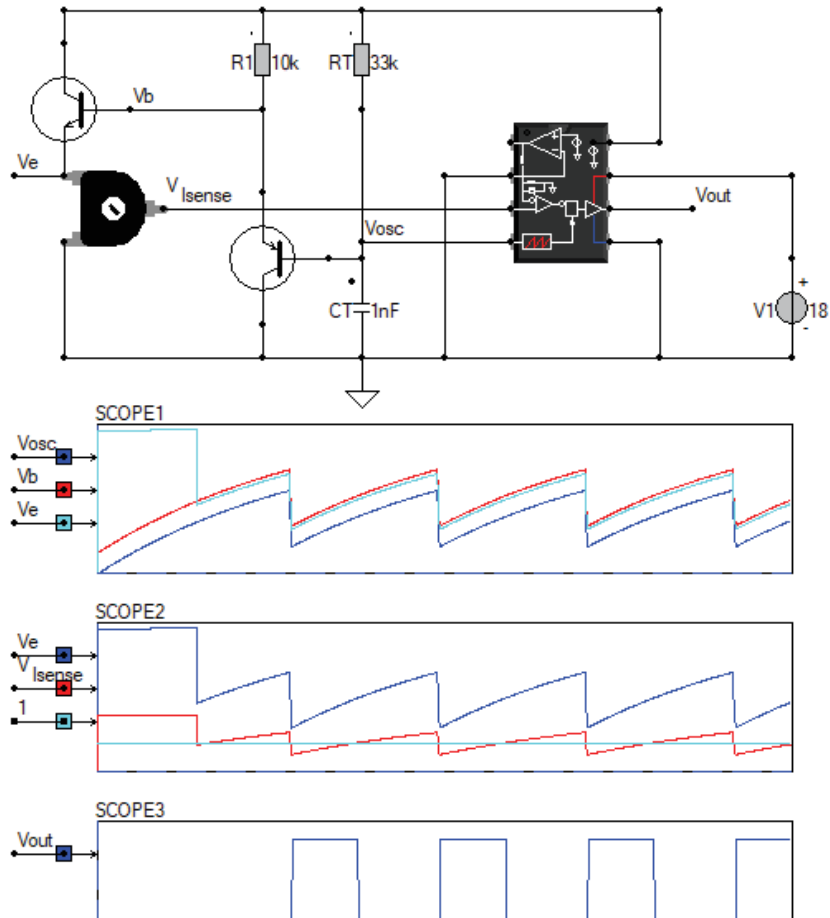 R1 10k RT 33k
Vb
Ve
V Isense
Vosc
Vout
CT 1nF
V1 18
+
-
SCOPE1
Vosc
Vb
Ve
SCOPE2
Ve
V Isense
1
SCOPE3
Vout